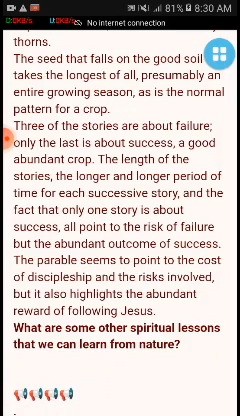 81% 8:30 AM
0.0KB/s 0.0KB/s No internet connection
thorns.
The seed that falls on the good soil
takes the longest of all, presumably an
entire growing season, as is the normal
pattern for a crop.
Three of the stories are about failure;
only the last is about success, a good
abundant crop. The length of the
stories, the longer and longer period of
time for each successive story, and the
fact that only one story is about
success, all point to the risk of failure
but the abundant outcome of success.
The parable seems to point to the cost
of discipleship and the risks involved,
but it also highlights the abundant
reward of following Jesus.
What are some other spiritual lessons
that we can learn from nature?